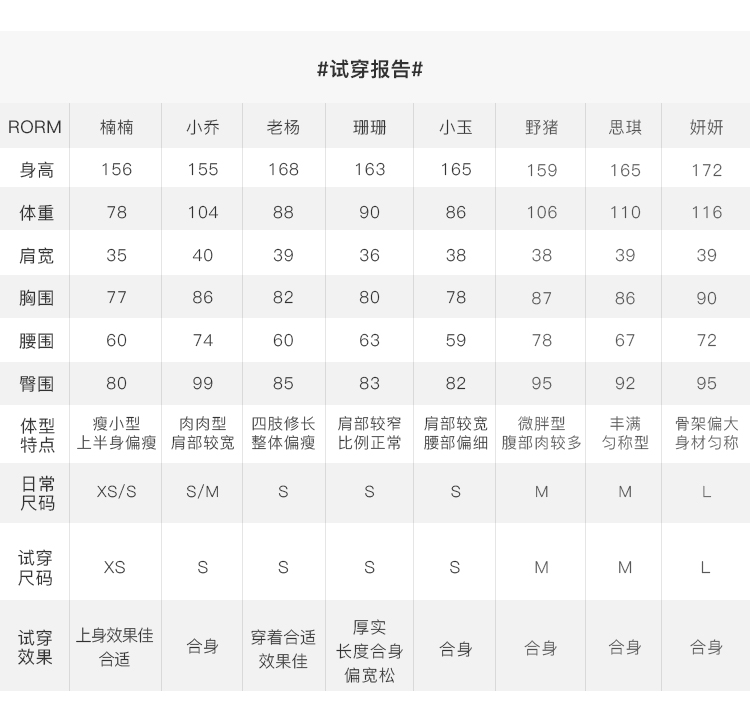 #试穿报告#
RORM 楠楠 小乔 老杨 珊珊 小玉 野猪 思琪 妍妍
身高 156 155 168 163 165 159 165 172
体重 78 104 88 90 86 106 110 116
肩宽 35 40 39 36 38 38 39 39
胸围 77 86 82 80 78 87 86 90
腰围 60 74 60 63 59 78 67 72
臀围 80 99 85 83 82 95 92 95
体型 瘦小型 肉肉型 四肢修长 肩部较窄 肩部较宽 微胖型 丰满 骨架偏大
特点 上半身偏瘦 肩部较宽 整体偏瘦 比例正常 腰部偏细 腹部肉较多 匀称型 身材匀称
日常
尺码 XS/S S/M S S S M M L
试穿
尺码 XS S S S S M M L
试穿 上身效果佳 合身 穿着合适 厚实 合身 合身 合身 合身
效果 合适 效果佳 长度合身
偏宽松